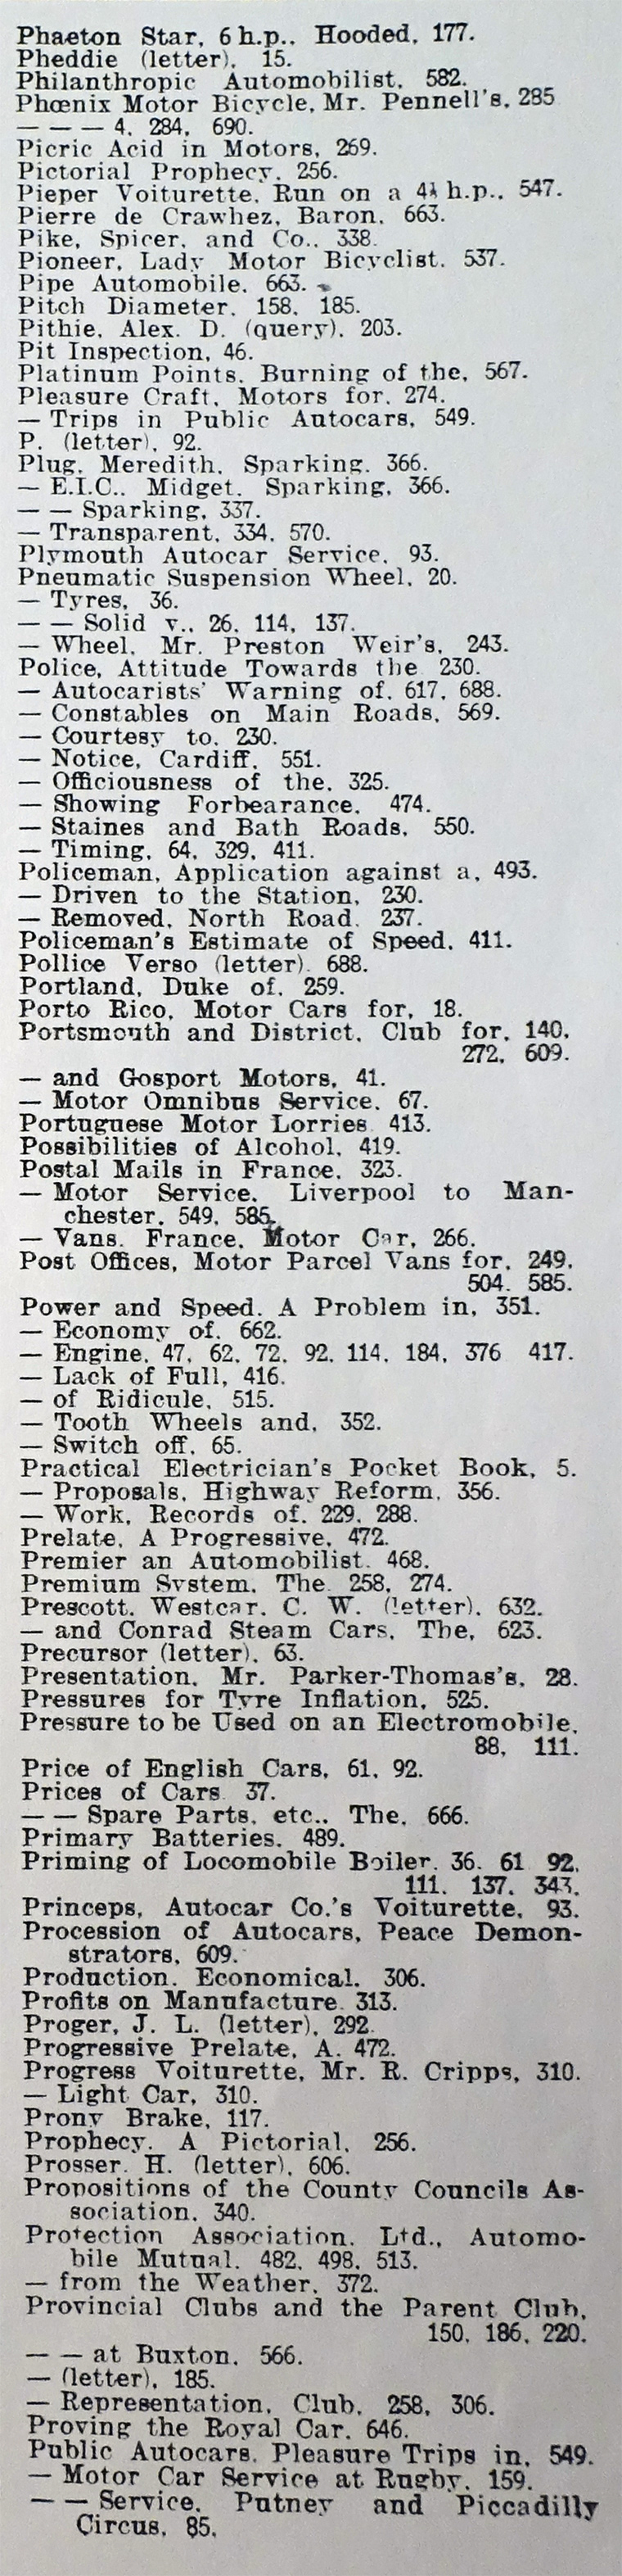 Phaeton Star, 6 h.p., Hooded, 177.
Pheddie (letter), 15.
Philanthropic Automobilist, 582.
Phœnix Motor Bicycle, Mr. Pennell's, 285
— — — 4, 284, 690.
Picric Acid in Motors, 269.
Pictorial Prophecy, 256.
Pieper Voiturette, Run on a 4½ h.p., 547.
Pierre de Crawhez, Baron, 663.
Pike, Spicer, and Co., 338.
Pioneer, Lady Motor Bicyclist, 537.
Pipe Automobile, 663.
Pitch Diameter, 158, 185.
Pithie, Alex. D. (query), 203.
Pit Inspection, 46.
Platinum Points, Burning of the, 567.
Pleasure Craft, Motors for, 274.
— Trips in Public Autocars, 549.
P. (letter), 92.
Plug, Meredith, Sparking, 366.
— E.I.C., Midget, Sparking, 366.
— — Sparking, 337.
— Transparent, 334, 570.
Plymouth Autocar Service, 93.
Pneumatic Suspension Wheel, 20.
— Tyres, 36.
— — Solid v., 26, 114, 137.
— Wheel, Mr. Preston Weir's, 243.
Police, Attitude Towards the 230.
— Autocarists' Warning of, 617, 688.
— Constables on Main Roads, 569.
— Courtesy to, 230.
— Notice, Cardiff, 551.
— Officiousness of the, 325.
— Showing Forbearance, 474.
— Staines and Bath Roads, 550.
— Timing, 64, 329, 411.
Policeman, Application against a, 493.
— Driven to the Station, 230.
— Removed, North Road, 237.
Policeman's Estimate of Speed, 411.
Pollice Verso (letter) 688.
Portland, Duke of, 259.
Porto Rico, Motor Cars for, 18.
Portsmouth and District, Club for, 140,
272, 609.
— and Gosport Motors, 41.
— Motor Omnibus Service, 67.
Portuguese Motor Lorries 413.
Possibilities of Alcohol, 419.
Postal Mails in France, 323.
— Motor Service, Liverpool to Man-
chester, 549, 585.
— Vans, France, Motor Car, 266.
Post Offices, Motor Parcel Vans for, 249,
504, 585.
Power and Speed, A Problem in, 351.
— Economy of, 662.
— Engine, 47, 62, 72, 92, 114, 184, 376 417.
— Lack of Full, 416.
— of Ridicule, 515.
— Tooth Wheels and, 352.
— Switch off, 65.
Practical Electrician's Pocket Book, 5.
— Proposals, Highway Reform, 356.
— Work, Records of, 229, 288.
Prelate, A Progressive, 472.
Premier an Automobilist, 468.
Premium System, The 258, 274.
Prescott, Westcar, C. W. (letter), 632.
— and Conrad Steam Cars, The, 623.
Precursor (letter), 63.
Presentation, Mr. Parker-Thomas's, 28.
Pressures for Tyre Inflation, 525.
Pressure to be Used on an Electromobile,
88, 111.
Price of English Cars, 61, 92.
Prices of Cars 37.
— — Spare Parts, etc., The, 666.
Primary Batteries, 489.
Priming of Locomobile Boiler, 36, 61 92,
111, 137, 343.
Princeps, Autocar Co.'s Voiturette, 93.
Procession of Autocars, Peace Demon-
strators, 609.
Production, Economical, 306.
Profits on Manufacture 313.
Proger, J. L. (letter), 292.
Progressive Prelate, A. 472.
Progress Voiturette, Mr. R. Cripps, 310.
— Light Car, 310.
Prony Brake, 117.
Prophecy, A Pictorial, 256.
Prosser, H. (letter), 606.
Propositions of the County Councils As-
sociation, 340.
Protection Association, Ltd., Automo-
bile Mutual, 482, 498, 513.
— from the Weather, 372.
Provincial Clubs and the Parent Club,
150, 186, 220.
— — at Buxton, 566.
— (letter), 185.
— Representation, Club, 258, 306.
Proving the Royal Car, 646.
Public Autocars, Pleasure Trips in, 549.
— Motor Car Service at Rugby, 159.
— — Service, Putney and Piccadilly
Circus, 85.